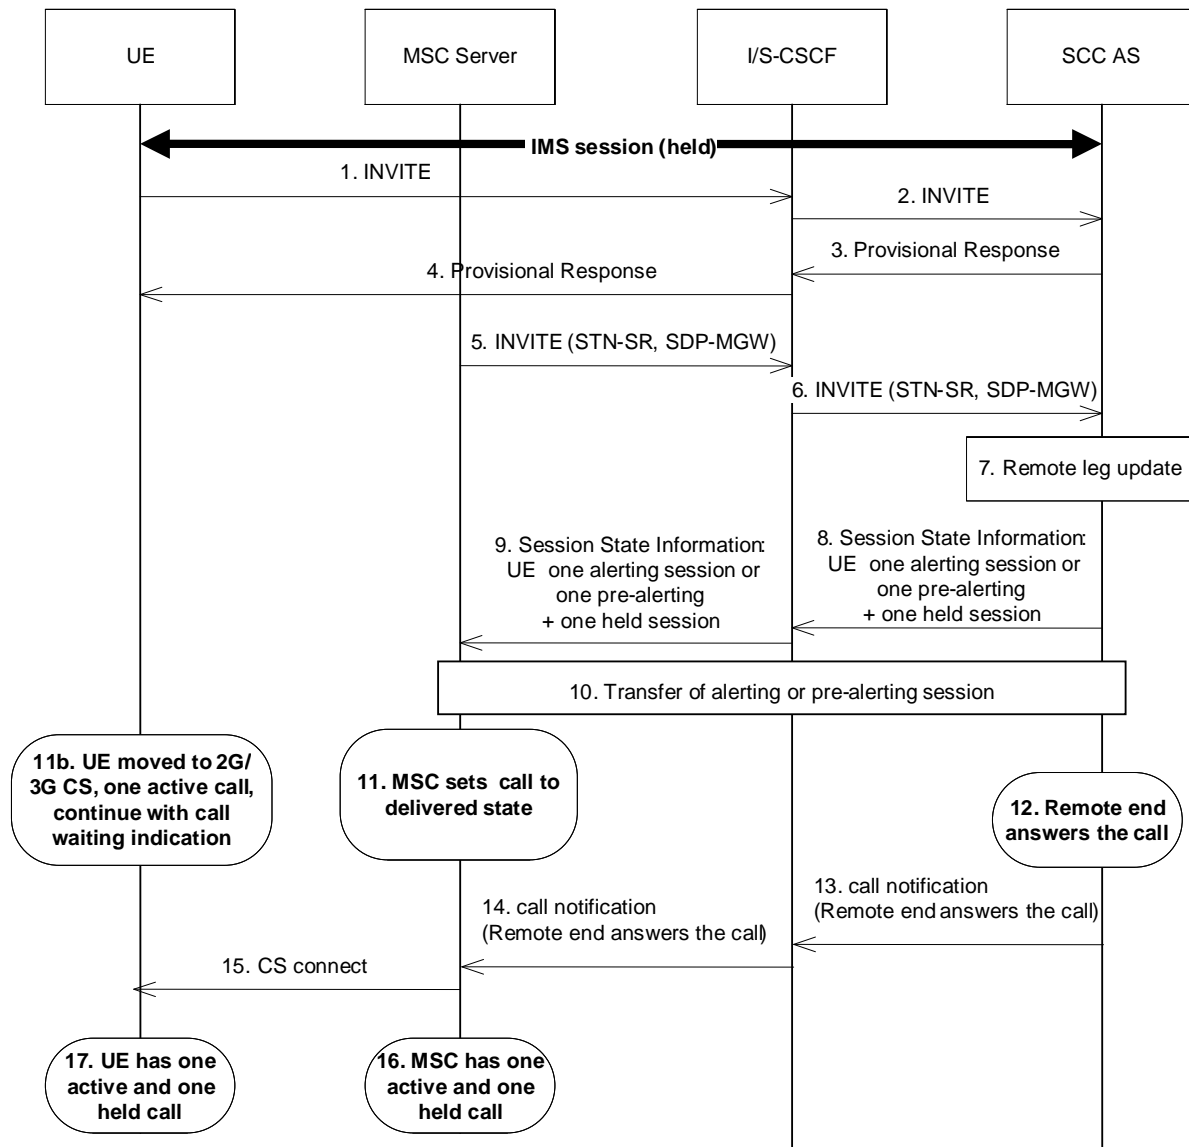 UE
MSC Server
I/S-CSCF
SCC AS
IMS session (held)
1. INVITE
2. INVITE
3. Provisional Response
4. Provisional Response
5. INVITE (STN-SR, SDP-MGW)
6. INVITE (STN-SR, SDP-MGW)
7. Remote leg update
8. Session State Information:
UE one alerting session or
one pre-alerting
+ one held session
9. Session State Information:
UE one alerting session or
one pre-alerting
+ one held session
10. Transfer of alerting or pre-alerting session
11b. UE moved to 2G/
3G CS, one active call,
continue with call
waiting indication
11. MSC sets call to
delivered state
12. Remote end
answers the call
13. call notification
(Remote end answers the call)
14. call notification
(Remote end answers the call)
15. CS connect
17. UE has one
active and one
held call
16. MSC has one
active and one
held call